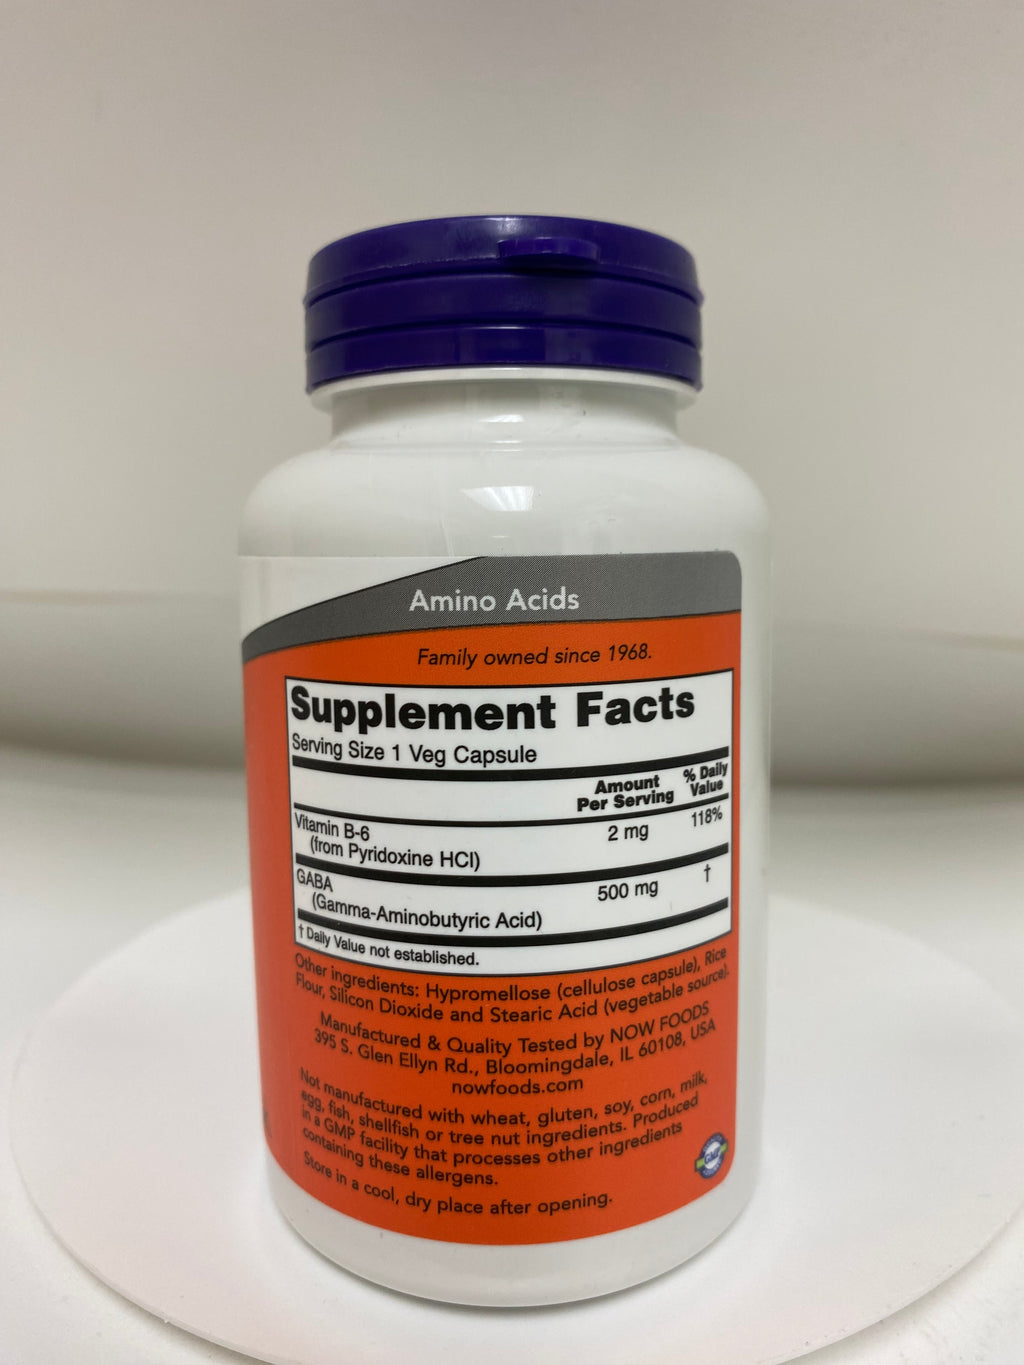 Amino Acids
Family owned since 1968.
Supplement Facts
Serving Size 1 Veg Capsule
Amount
Per Serving
% Daily
Value
Vitamin B-6
(from Pyridoxine HCl)
2 mg
118%
GABA
(Gamma-Aminobutyric Acid)
500 mg
†
† Daily Value not established.
Other ingredients: Hypromellose (cellulose capsule), Rice
Flour, Silicon Dioxide and Stearic Acid (vegetable source).
Manufactured & Quality Tested by NOW FOODS
395 S. Glen Ellyn Rd., Bloomingdale, IL 60108, USA
nowfoods.com
Not manufactured with wheat, gluten, soy, corn, milk,
egg, fish, shellfish or tree nut ingredients. Produced
in a GMP facility that processes other ingredients
containing these allergens.
Store in a cool, dry place after opening.
GMP